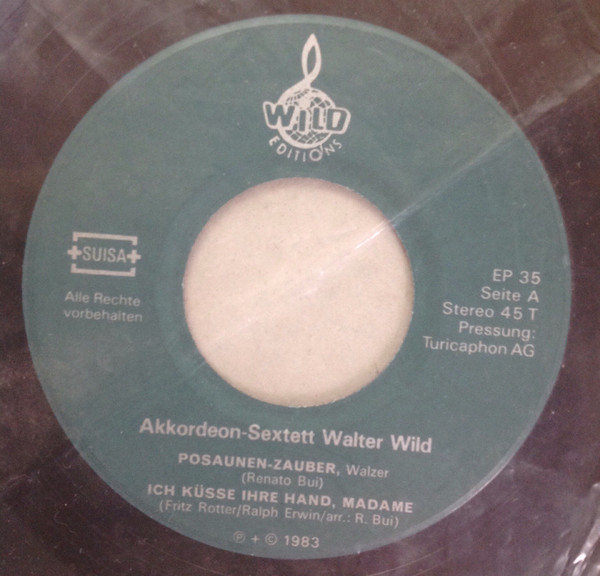 WILD
EDITIONS
+SUISA+
Alle Rechte
vorbehalten
EP 35
Seite A
Stereo 45 T
Pressung:
Turicaphon AG
Akkordeon-Sextett Walter Wild
POSAUNEN-ZAUBER, Walzer
(Renato Bui)
ICH KÜSSE IHRE HAND, MADAME
(Fritz Rotter/Ralph Erwin/arr.: R. Bui)
℗ + © 1983